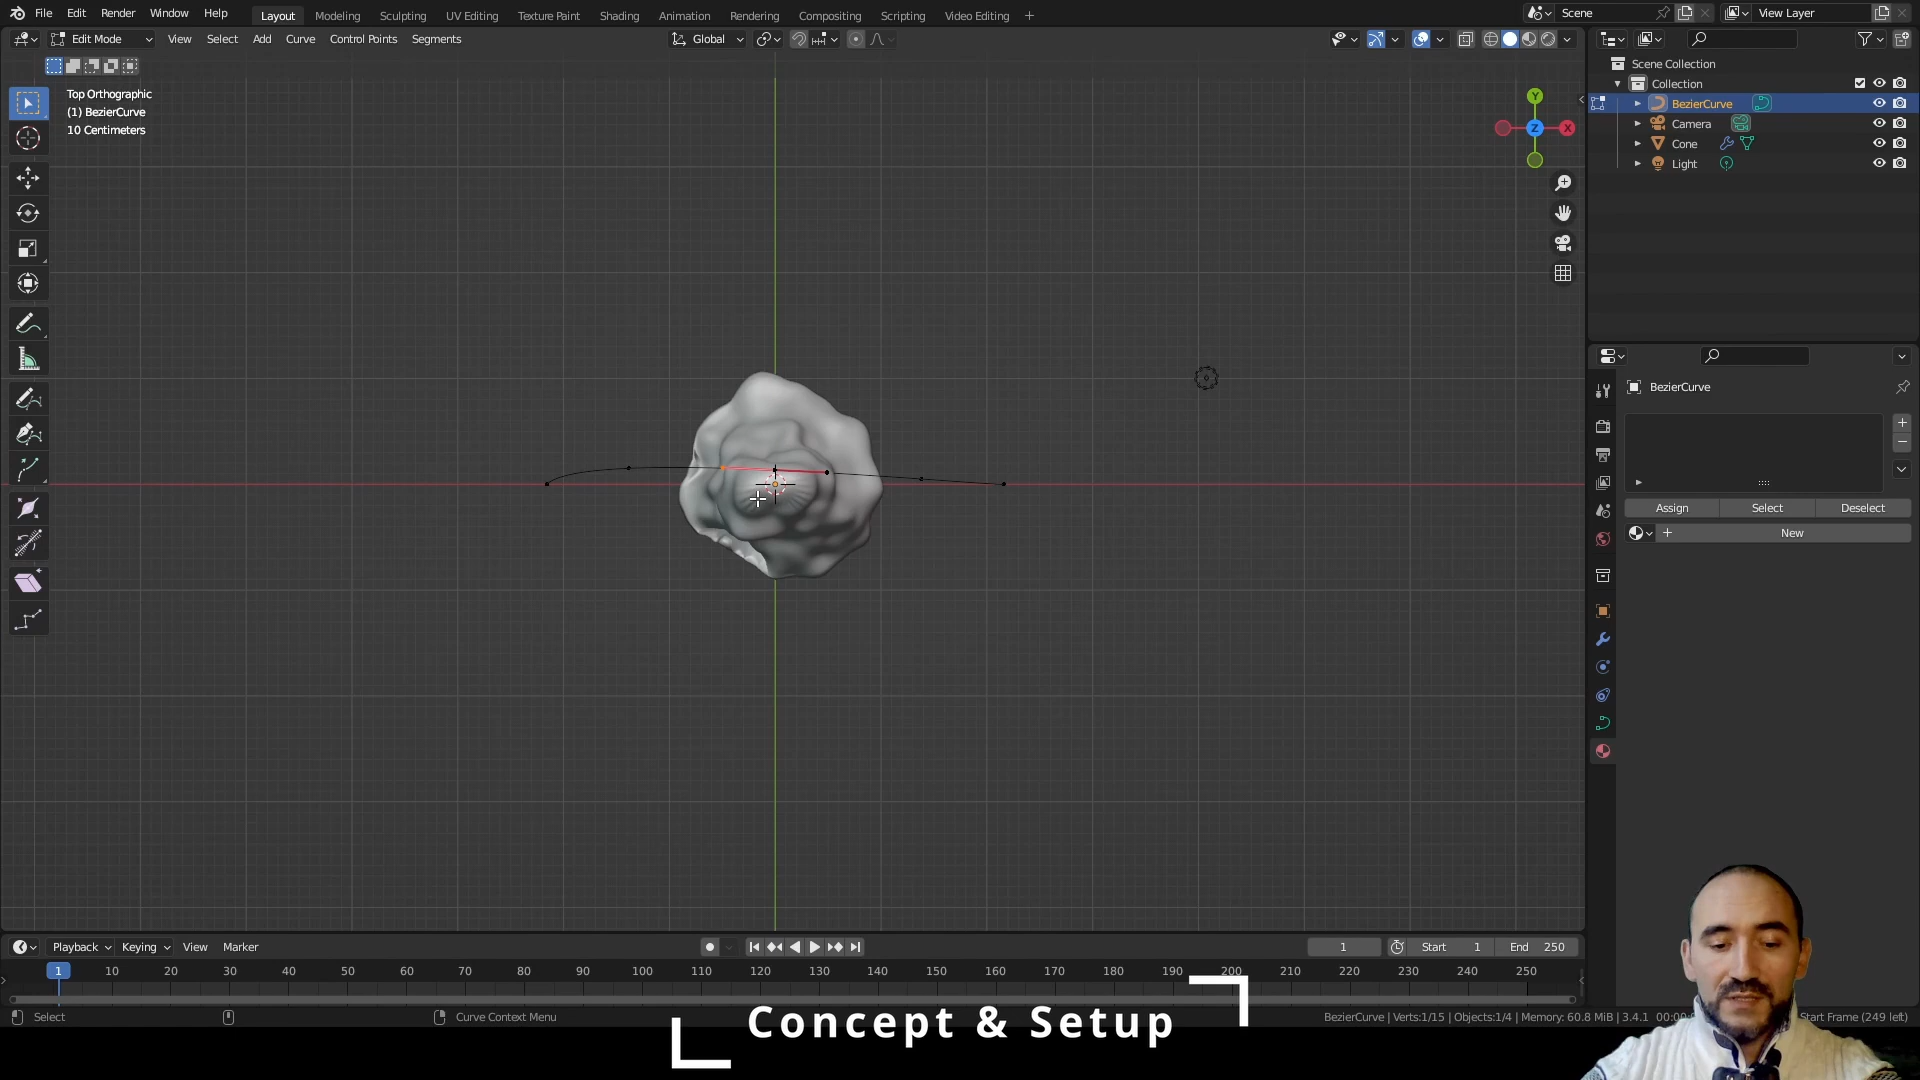 File Edit Render Window Help Layout Modeling Sculpting UV Editing Texture Paint Shading Animation Rendering Compositing Scripting Video Editing + Scene View Layer
Edit Mode View Select Add Curve Control Points Segments Global
Top Orthographic
(1) BezierCurve
10 Centimeters
Y
Z
X
Scene Collection
Collection
BezierCurve
Camera
Cone
Light
BezierCurve
Assign Select Deselect
New
Playback Keying View Marker 1 Start 1 End 250
1 10 20 30 40 50 60 70 80 90 100 110 120 130 140 150 160 170 180 190 200 210 220 230 240 250
Select Curve Context Menu BezierCurve | Verts:1/15 | Objects:1/4 | Memory: 60.8 MiB | 3.4.1 Start Frame (249 left)
Concept & Setup